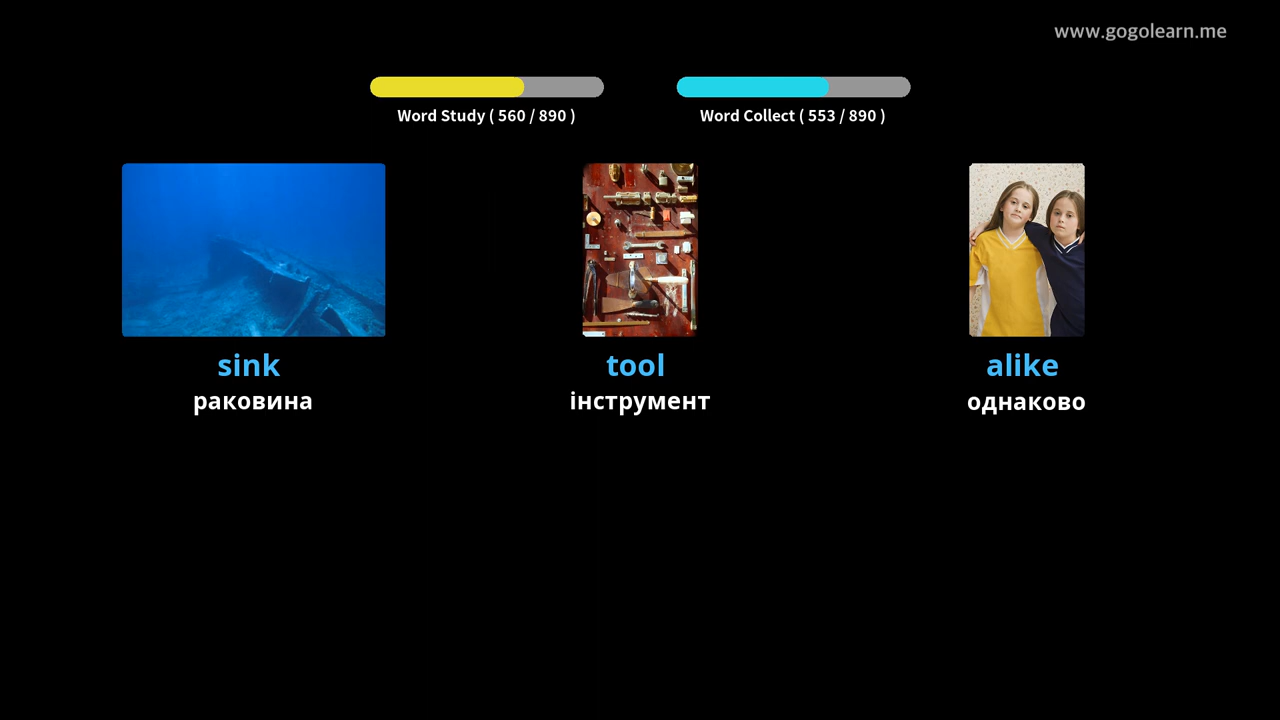 www.gogolearn.me
Word Study ( 560 / 890 )
Word Collect ( 553 / 890 )
sink
tool
alike
раковина
інструмент
однаково